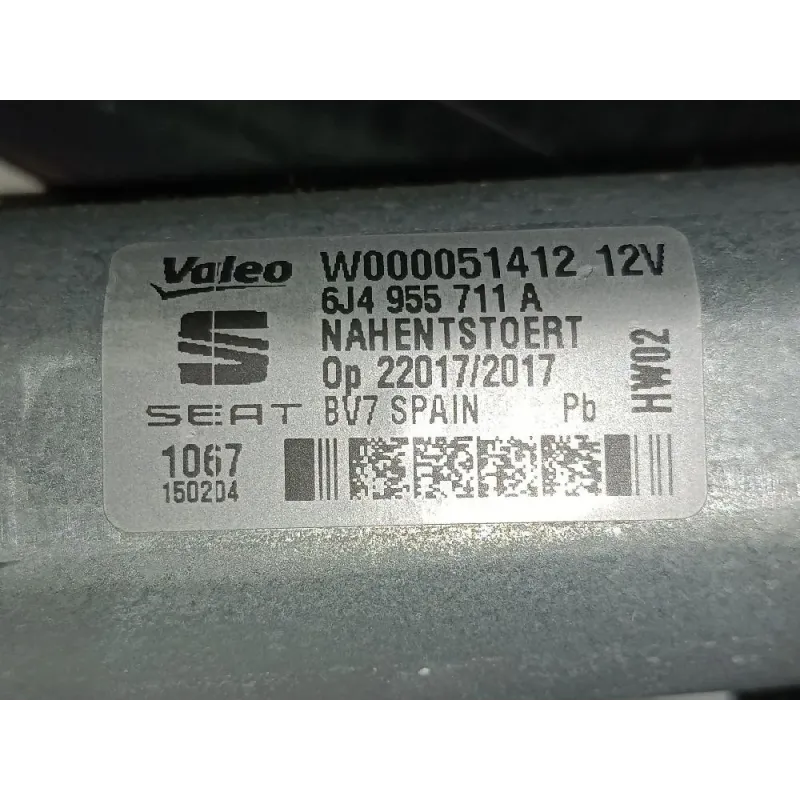 Valeo W000051412 12V
6J4 955 711 A
NAHENTSTOERT
Op 22017/2017
SEAT BV7 SPAIN Pb
HW02
1067
150204